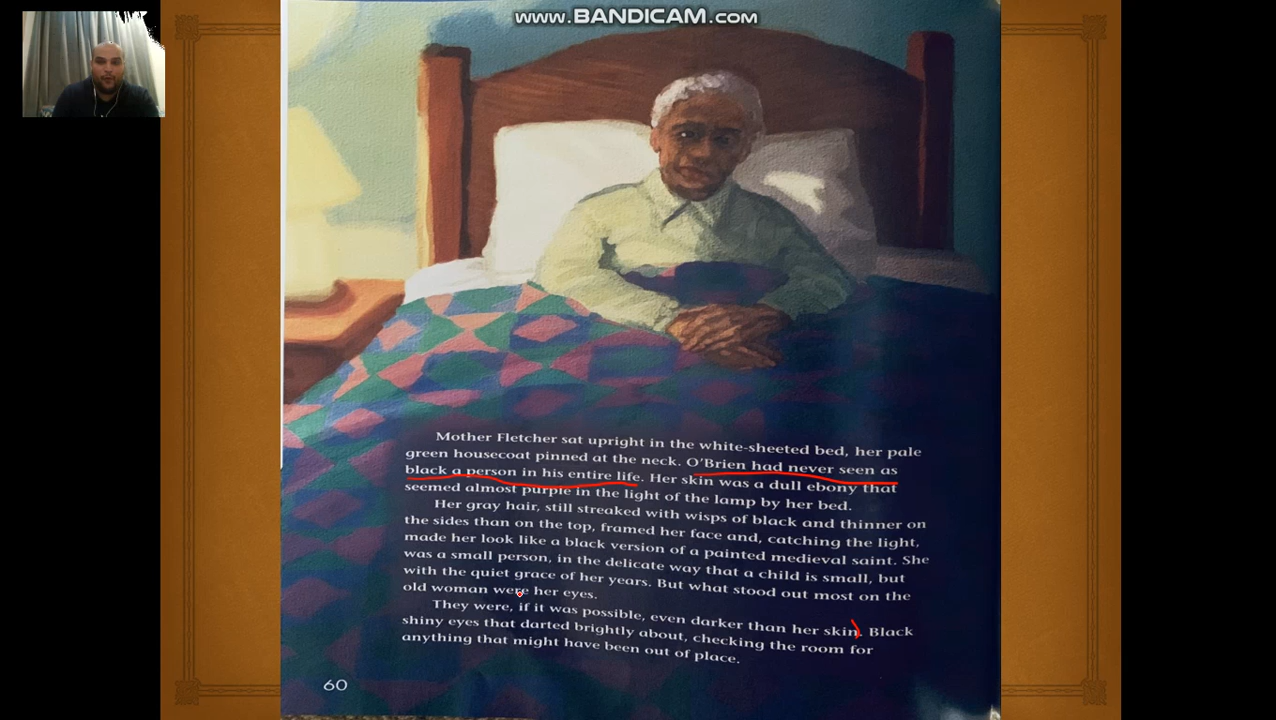 www.BANDICAM.com
Mother Fletcher sat upright in the white-sheeted bed, her pale
green housecoat pinned at the neck. O'Brien had never seen as
black a person in his entire life. Her skin was a dull ebony that
seemed almost purple in the light of the lamp by her bed.
Her gray hair, still streaked with wisps of black and thinner on
the sides than on the top, framed her face and, catching the light,
made her look like a black version of a painted medieval saint. She
was a small person, in the delicate way that a child is small, but
with the quiet grace of her years. But what stood out most on the
old woman were her eyes.
They were, if it was possible, even darker than her skin. Black
shiny eyes that darted brightly about, checking the room for
anything that might have been out of place.
60